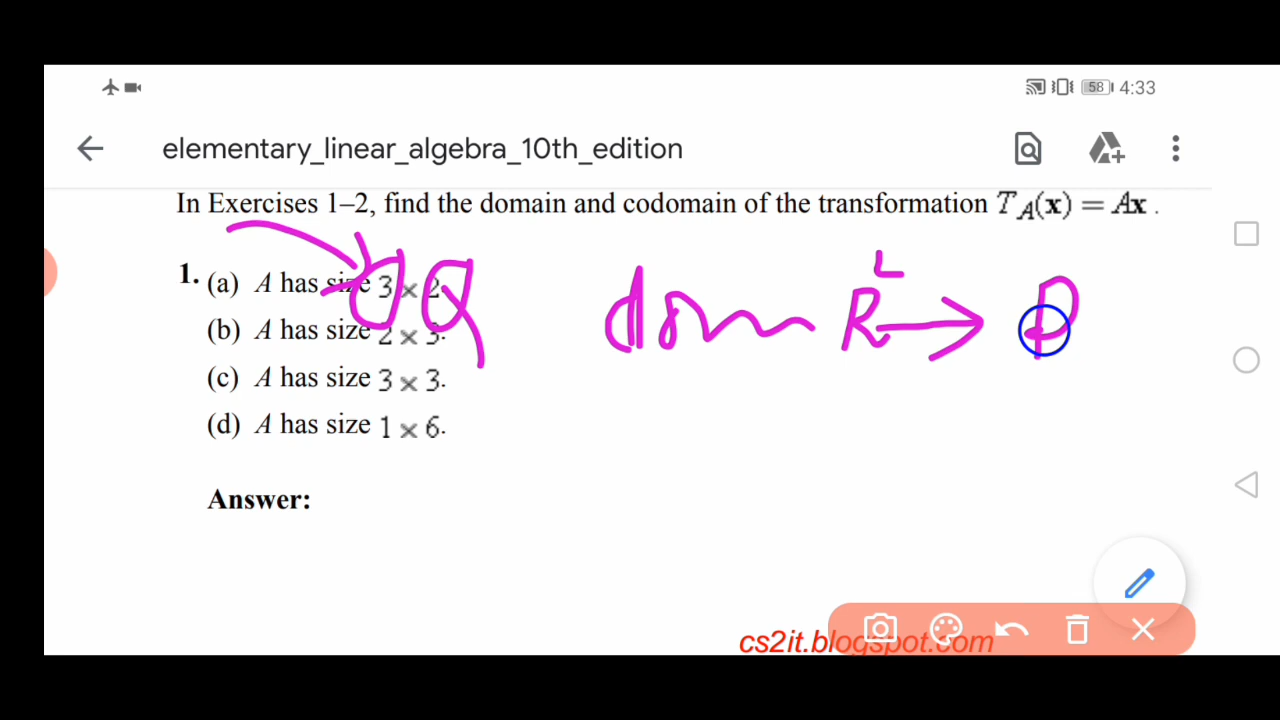 58 4:33
elementary_linear_algebra_10th_edition
In Exercises 1–2, find the domain and codomain of the transformation T_A(x) = Ax .
1. (a) A has size 3 × 2
(b) A has size 2 × 3.
dom R² →
(c) A has size 3 × 3.
(d) A has size 1 × 6.
Answer:
cs2it.blogspot.com